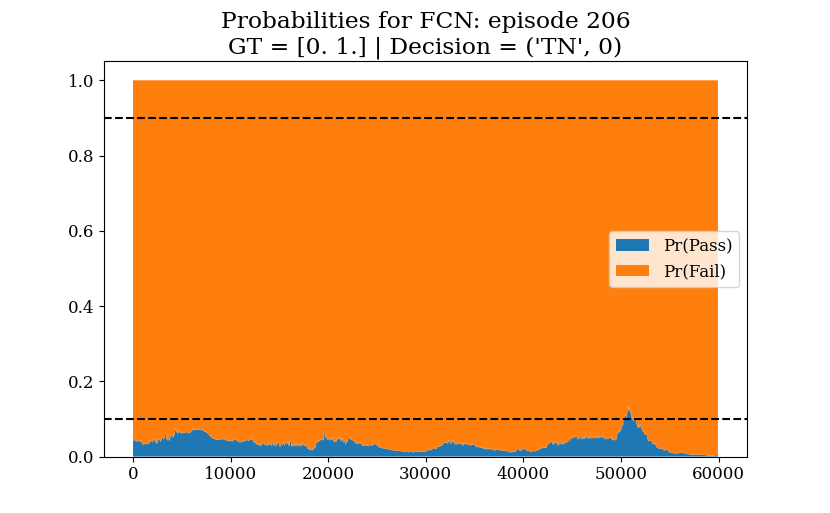 Probabilities for FCN: episode 206
GT = [0. 1.] | Decision = ('TN', 0)
1.0
0.8
0.6
0.4
0.2
0.0
Pr(Pass)
Pr(Fail)
0 10000 20000 30000 40000 50000 60000